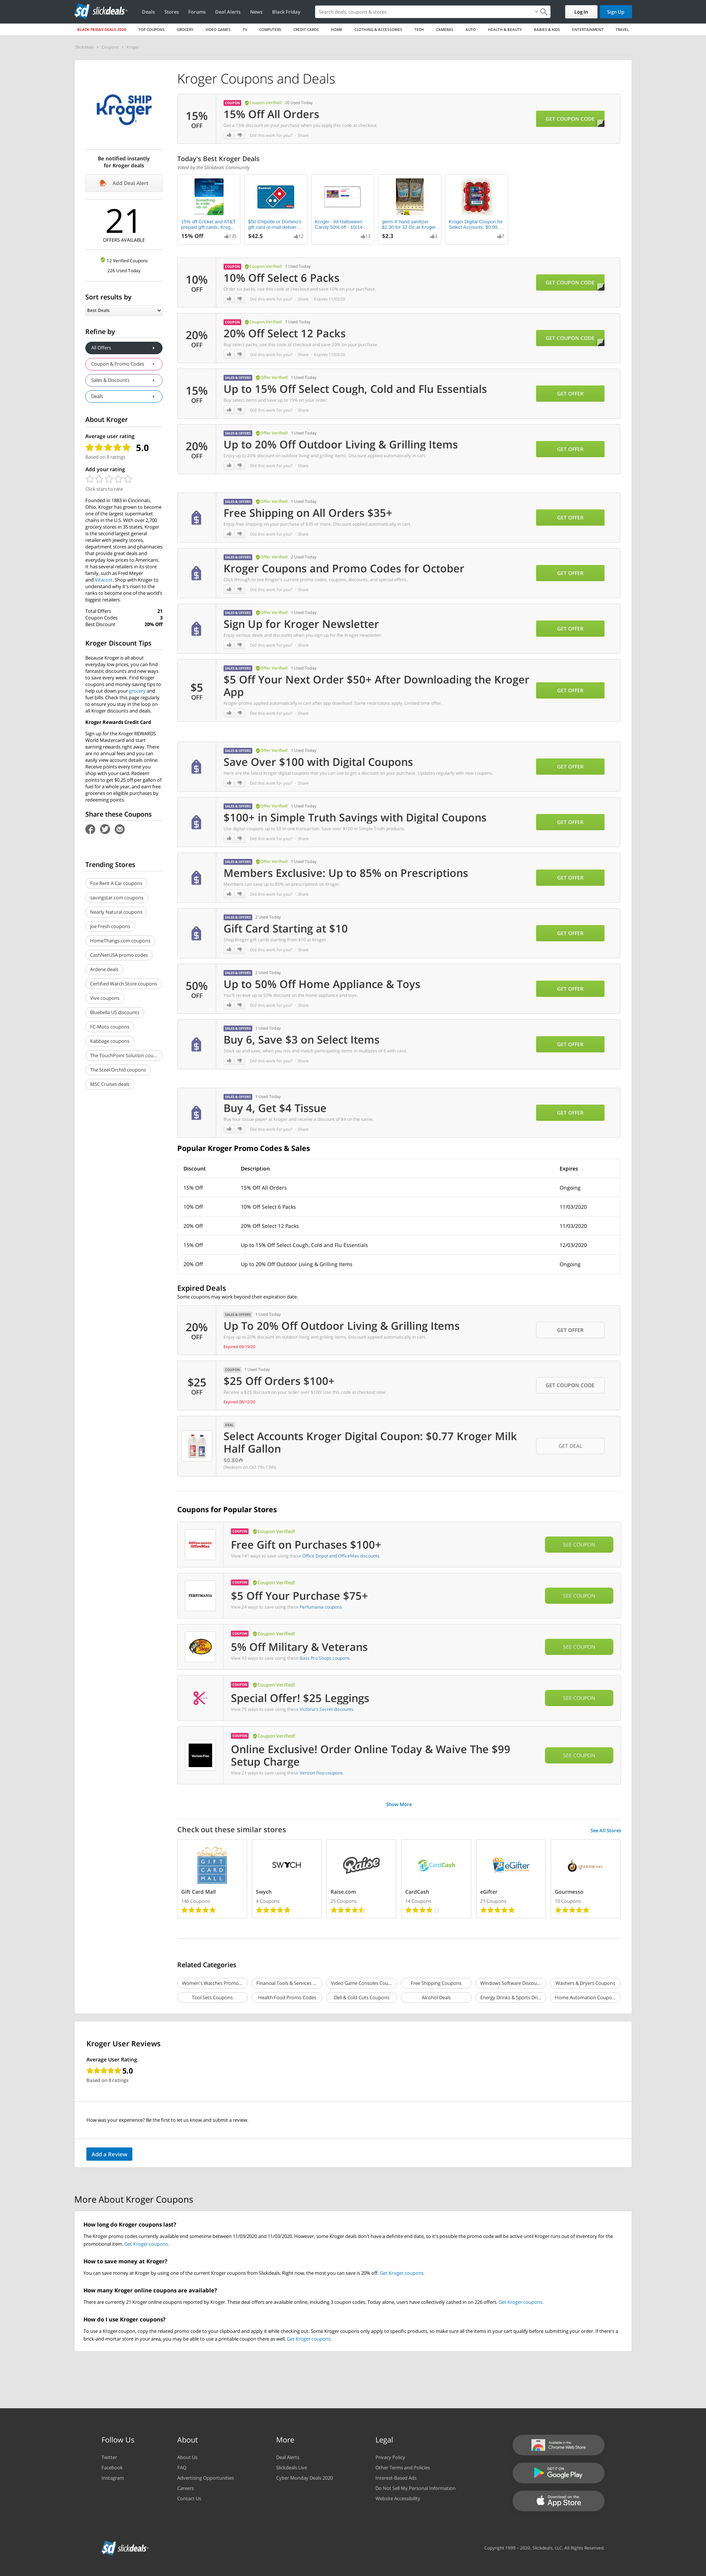 sd slickdeals
Deals Stores Forums Deal Alerts News Black Friday
Search deals, coupons & stores
Log In
Sign Up
BLACK FRIDAY DEALS 2020 TOP COUPONS GROCERY VIDEO GAMES TV COMPUTERS CREDIT CARDS HOME CLOTHING & ACCESSORIES TECH CAMERAS AUTO HEALTH & BEAUTY BABIES & KIDS ENTERTAINMENT TRAVEL
Slickdeals > Coupons > Kroger
Kroger SHIP
Be notified instantly
for Kroger deals
Add Deal Alert
21
OFFERS AVAILABLE
12 Verified Coupons
226 Used Today
Sort results by
Best Deals
Refine by
All Offers
Coupon & Promo Codes
Sales & Discounts
Deals
About Kroger
Average user rating
5.0
Based on 8 ratings
Add your rating
Click stars to rate
Founded in 1883 in Cincinnati,
Ohio, Kroger has grown to become
one of the largest supermarket
chains in the U.S. With over 2,700
grocery stores in 35 states, Kroger
is the second largest general
retailer with jewelry stores,
department stores and pharmacies
that provide great deals and
everyday low prices to Americans.
It has several retailers in its store
family, such as Fred Meyer
and Vitacost. Shop with Kroger to
understand why it's risen to the
ranks to become one of the world's
biggest retailers.
Total Offers 21
Coupon Codes 3
Best Discount 20% Off
Kroger Discount Tips
Because Kroger is all about
everyday low prices, you can find
fantastic discounts and new ways
to save every week. Find Kroger
coupons and money-saving tips to
help cut down your grocery and
fuel bills. Check this page regularly
to ensure you stay in the loop on
all Kroger discounts and deals.
Kroger Rewards Credit Card
Sign up for the Kroger REWARDS
World Mastercard and start
earning rewards right away. There
are no annual fees and you can
easily view account details online.
Receive points every time you
shop with your card. Redeem
points to get $0.25 off per gallon of
fuel for a whole year, and earn free
groceries on eligible purchases by
redeeming points.
Share these Coupons
Trending Stores
Fox Rent A Car coupons
savingstar.com coupons
Nearly Natural coupons
Joe Fresh coupons
HomeThangs.com coupons
CashNetUSA promo codes
Ardene deals
Certified Watch Store coupons
Vive coupons
Bluebella US discounts
FC-Moto coupons
Kabbage coupons
The TouchPoint Solution cou...
The Steel Orchid coupons
MSC Cruises deals
Kroger Coupons and Deals
15% OFF
COUPON Coupon Verified! 20 Used Today
15% Off All Orders
Get a 15% discount on your purchase when you apply this code at checkout.
Did this work for you? · Share
GET COUPON CODE
Today's Best Kroger Deals
Voted by the Slickdeals Community
15% off Cricket and AT&T
prepaid gift cards, Krog...
15% Off 135
$50 Chipotle or Domino's
gift card (e-mail deliver...
$42.5 12
Kroger - All Halloween
Candy 50% off - 10/14-...
13
germ-X hand sanitizer
$2.30 for 32 Oz at Kroger
$2.3 3
Kroger Digital Coupon for
Select Accounts: $0.99...
7
10% OFF
COUPON Coupon Verified! 1 Used Today
10% Off Select 6 Packs
Order six packs, use this code at checkout and save 10% on your purchase.
Did this work for you? · Share · Expires 11/03/20
GET COUPON CODE
20% OFF
COUPON Coupon Verified! 1 Used Today
20% Off Select 12 Packs
Buy select packs, use this code at checkout and save 20% on your purchase.
Did this work for you? · Share · Expires 11/03/20
GET COUPON CODE
15% OFF
SALES & OFFERS Offer Verified! 1 Used Today
Up to 15% Off Select Cough, Cold and Flu Essentials
Buy select items and save up to 15% on your order.
Did this work for you? · Share
GET OFFER
20% OFF
SALES & OFFERS Offer Verified! 1 Used Today
Up to 20% Off Outdoor Living & Grilling Items
Enjoy up to 20% discount on outdoor living and grilling items. Discount applied automatically in cart.
Did this work for you? · Share
GET OFFER
SALES & OFFERS Offer Verified! 1 Used Today
Free Shipping on All Orders $35+
Enjoy free shipping on your purchase of $35 or more. Discount applied automatically in cart.
Did this work for you? · Share
GET OFFER
SALES & OFFERS Offer Verified! 2 Used Today
Kroger Coupons and Promo Codes for October
Click through to see Kroger's current promo codes, coupons, discounts, and special offers.
Did this work for you? · Share
GET OFFER
SALES & OFFERS Offer Verified! 1 Used Today
Sign Up for Kroger Newsletter
Enjoy various deals and discounts when you sign up for the Kroger newsletter.
Did this work for you? · Share
GET OFFER
$5 OFF
SALES & OFFERS Offer Verified! 1 Used Today
$5 Off Your Next Order $50+ After Downloading the Kroger
App
Kroger promo applied automatically in cart after app download. Some restrictions apply. Limited time offer.
Did this work for you? · Share
GET OFFER
SALES & OFFERS Offer Verified! 1 Used Today
Save Over $100 with Digital Coupons
Here are the latest Kroger digital coupons that you can use to get a discount on your purchase. Updates regularly with new coupons.
Did this work for you? · Share
GET OFFER
SALES & OFFERS Offer Verified! 1 Used Today
$100+ in Simple Truth Savings with Digital Coupons
Use digital coupons up to 5X in one transaction. Save over $100 in Simple Truth products.
Did this work for you? · Share
GET OFFER
SALES & OFFERS Offer Verified! 1 Used Today
Members Exclusive: Up to 85% on Prescriptions
Members can save up to 85% on prescriptions on Kroger.
Did this work for you? · Share
GET OFFER
SALES & OFFERS 2 Used Today
Gift Card Starting at $10
Shop Kroger gift cards starting from $10 at Kroger.
Did this work for you? · Share
GET OFFER
50% OFF
SALES & OFFERS 2 Used Today
Up to 50% Off Home Appliance & Toys
You'll receive up to 50% discount on the home appliance and toys.
Did this work for you? · Share
GET OFFER
SALES & OFFERS 1 Used Today
Buy 6, Save $3 on Select Items
Stock up and save, when you mix and match participating items in multiples of 6 with card.
Did this work for you? · Share
GET OFFER
SALES & OFFERS 1 Used Today
Buy 4, Get $4 Tissue
Buy four tissue paper at Kroger and receive a discount of $4 on the same.
Did this work for you? · Share
GET OFFER
Popular Kroger Promo Codes & Sales
Discount Description Expires
15% Off 15% Off All Orders Ongoing
10% Off 10% Off Select 6 Packs 11/03/2020
20% Off 20% Off Select 12 Packs 11/03/2020
15% Off Up to 15% Off Select Cough, Cold and Flu Essentials 12/03/2020
20% Off Up to 20% Off Outdoor Living & Grilling Items Ongoing
Expired Deals
Some coupons may work beyond their expiration date.
20% OFF
SALES & OFFERS 1 Used Today
Up To 20% Off Outdoor Living & Grilling Items
Enjoy up to 20% discount on outdoor living and grilling items. Discount applied automatically in cart.
Expired 09/19/20
GET OFFER
$25 OFF
COUPON 1 Used Today
$25 Off Orders $100+
Receive a $25 discount on your order over $100! Use this code at checkout now.
Expired 08/12/20
GET COUPON CODE
DEAL
Select Accounts Kroger Digital Coupon: $0.77 Kroger Milk
Half Gallon
(Redeem on Oct 7th-13th)
GET DEAL
Coupons for Popular Stores
Office DEPOT OfficeMax
COUPON Coupon Verified!
Free Gift on Purchases $100+
View 141 ways to save using these Office Depot and OfficeMax discounts.
SEE COUPON
PERFUMANIA
COUPON Coupon Verified!
$5 Off Your Purchase $75+
View 24 ways to save using these Perfumania coupons.
SEE COUPON
Bass Pro Shops
COUPON Coupon Verified!
5% Off Military & Veterans
View 63 ways to save using these Bass Pro Shops coupons.
SEE COUPON
COUPON Coupon Verified!
Special Offer! $25 Leggings
View 75 ways to save using these Victoria's Secret discounts.
SEE COUPON
Verizon Fios
COUPON Coupon Verified!
Online Exclusive! Order Online Today & Waive The $99
Setup Charge
View 21 ways to save using these Verizon Fios coupons.
SEE COUPON
Show More
Check out these similar stores See All Stores
GIFT CARD MALL
Gift Card Mall
146 Coupons
SWYCH
Swych
4 Coupons
Raise
Raise.com
25 Coupons
CardCash
CardCash
14 Coupons
eGifter
eGifter
21 Coupons
gourmesso
Gourmesso
10 Coupons
Related Categories
Women's Watches Promo... Financial Tools & Services ... Video Game Consoles Cou... Free Shipping Coupons Windows Software Discou... Washers & Dryers Coupons
Tool Sets Coupons Health Food Promo Codes Deli & Cold Cuts Coupons Alcohol Deals Energy Drinks & Sports Dri... Home Automation Coupo...
Kroger User Reviews
Average User Rating
5.0
Based on 8 ratings
How was your experience? Be the first to let us know and submit a review.
Add a Review
More About Kroger Coupons
How long do Kroger coupons last?
The Kroger promo codes currently available end sometime between 11/03/2020 and 11/03/2020. However, some Kroger deals don't have a definite end date, so it's possible the promo code will be active until Kroger runs out of inventory for the
promotional item. Get Kroger coupons.
How to save money at Kroger?
You can save money at Kroger by using one of the current Kroger coupons from Slickdeals. Right now, the most you can save is 20% off. Get Kroger coupons.
How many Kroger online coupons are available?
There are currently 21 Kroger online coupons reported by Kroger. These deal offers are available online, including 3 coupon codes. Today alone, users have collectively cashed in on 226 offers. Get Kroger coupons.
How do I use Kroger coupons?
To use a Kroger coupon, copy the related promo code to your clipboard and apply it while checking out. Some Kroger coupons only apply to specific products, so make sure all the items in your cart qualify before submitting your order. If there's a
brick-and-mortar store in your area, you may be able to use a printable coupon there as well. Get Kroger coupons.
Follow Us
Twitter
Facebook
Instagram
About
About Us
FAQ
Advertising Opportunities
Careers
Contact Us
More
Deal Alerts
Slickdeals Live
Cyber Monday Deals 2020
Legal
Privacy Policy
Other Terms and Policies
Interest-Based Ads
Do Not Sell My Personal Information
Website Accessibility
Available in the
Chrome Web Store
GET IT ON
Google Play
Download on the
App Store
sd slickdeals
Copyright 1999 - 2020. Slickdeals, LLC. All Rights Reserved.